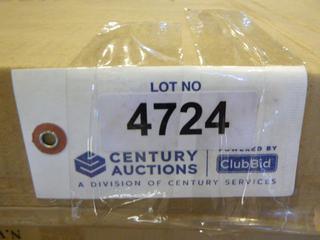 LOT NO
4724
CENTURY
AUCTIONS
POWERED BY
ClubBid
A DIVISION OF CENTURY SERVICES